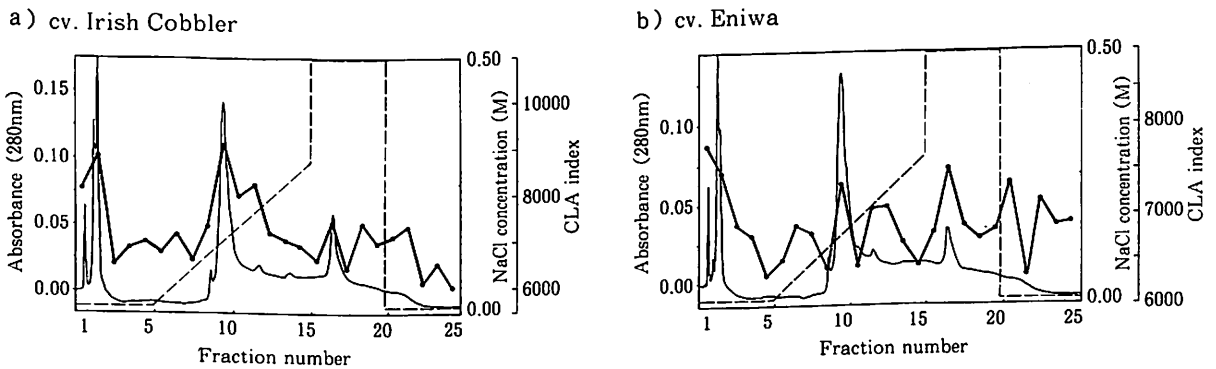 a) cv. Irish Cobbler
Absorbance (280nm)
0.15
0.10
0.05
0.00
1 5 10 15 20 25
Fraction number
0.50
0.00
NaCl concentration (M)
10000
8000
6000
CLA index
b) cv. Eniwa
Absorbance (280nm)
0.10
0.05
0.00
1 5 10 15 20 25
Fraction number
0.50
0.00
NaCl concentration (M)
8000
7000
6000
CLA index